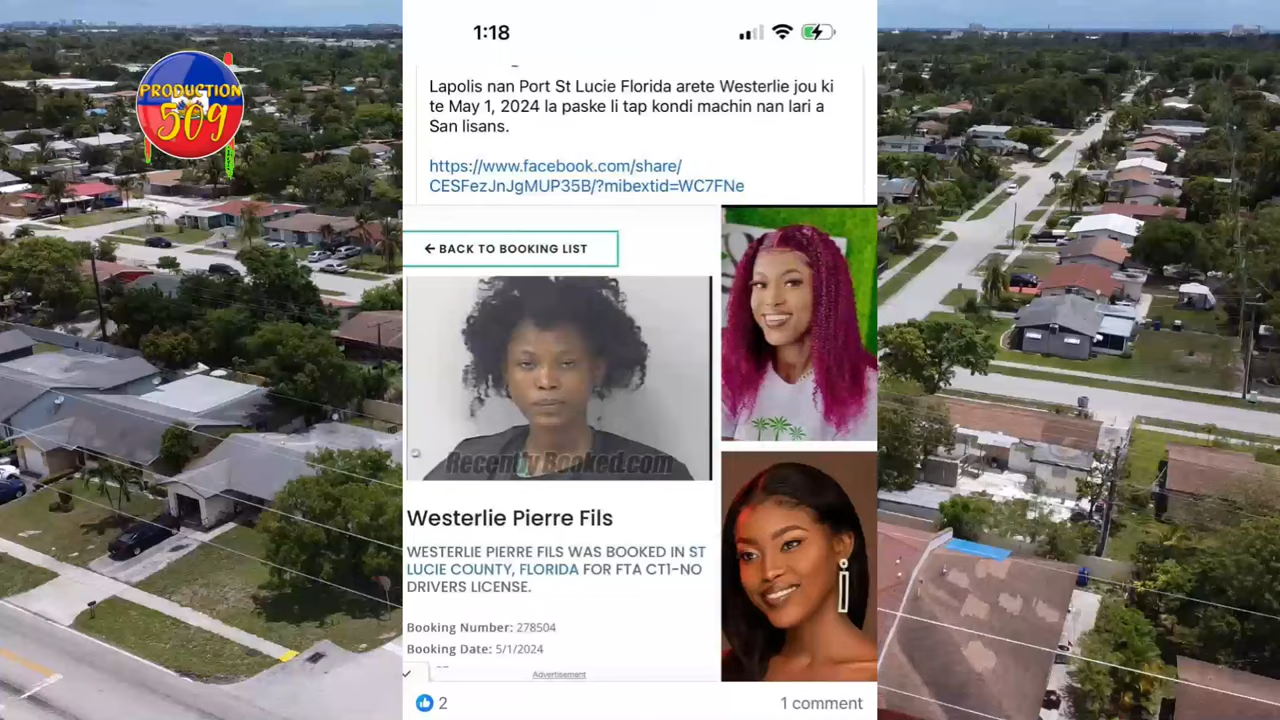 PRODUCTION
509
1:18
Lapolis nan Port St Lucie Florida arete Westerlie jou ki
te May 1, 2024 la paske li tap kondi machin nan lari a
San lisans.
https://www.facebook.com/share/
CESFezJnJgMUP35B/?mibextid=WC7FNe
← BACK TO BOOKING LIST
RecentlyBooked.com
Westerlie Pierre Fils
WESTERLIE PIERRE FILS WAS BOOKED IN ST
LUCIE COUNTY, FLORIDA FOR FTA CT1-NO
DRIVERS LICENSE.
Booking Number: 278504
Booking Date: 5/1/2024
Advertisement
2
1 comment